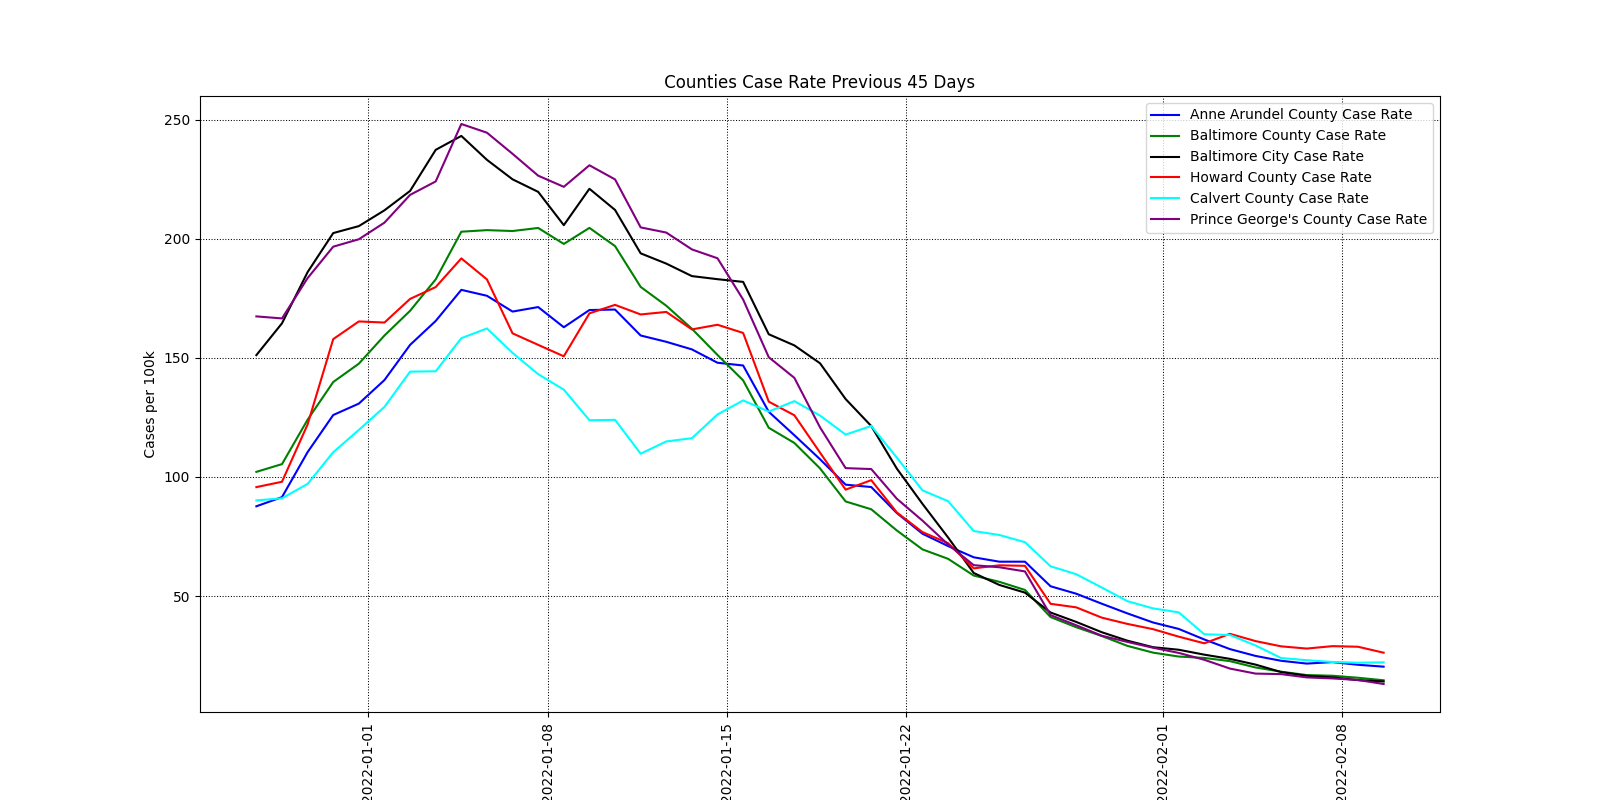 Counties Case Rate Previous 45 Days
Anne Arundel County Case Rate
Baltimore County Case Rate
Baltimore City Case Rate
Howard County Case Rate
Calvert County Case Rate
Prince George's County Case Rate
Cases per 100k
250
200
150
100
50
2022-01-01
2022-01-08
2022-01-15
2022-01-22
2022-02-01
2022-02-08